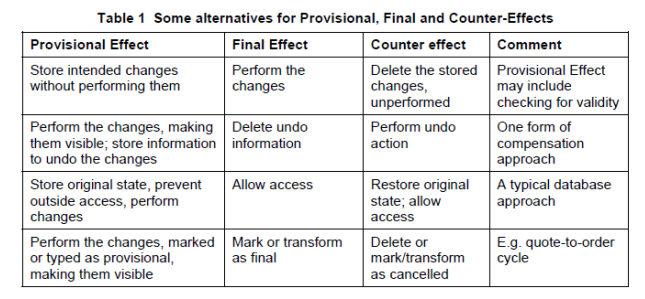 Table 1 Some alternatives for Provisional, Final and Counter-Effects
Provisional Effect
Final Effect
Counter effect
Comment
Store intended changes
without performing them
Perform the
changes
Delete the stored
changes,
unperformed
Provisional Effect
may include
checking for validity
Perform the changes, making
them visible; store information
to undo the changes
Delete undo
information
Perform undo
action
One form of
compensation
approach
Store original state, prevent
outside access, perform
changes
Allow access
Restore original
state; allow
access
A typical database
approach
Perform the changes, marked
or typed as provisional,
making them visible
Mark or transform
as final
Delete or
mark/transform
as cancelled
E.g. quote-to-order
cycle